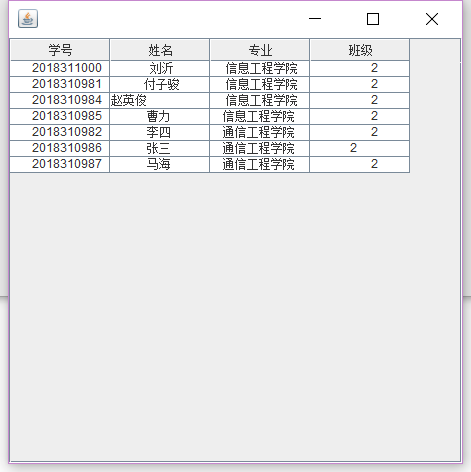 学号 姓名 专业 班级
2018311000 刘沂 信息工程学院 2
2018310981 付子骏 信息工程学院 2
2018310984 赵英俊 信息工程学院 2
2018310985 曹力 信息工程学院 2
2018310982 李四 通信工程学院 2
2018310986 张三 通信工程学院 2
2018310987 马海 通信工程学院 2